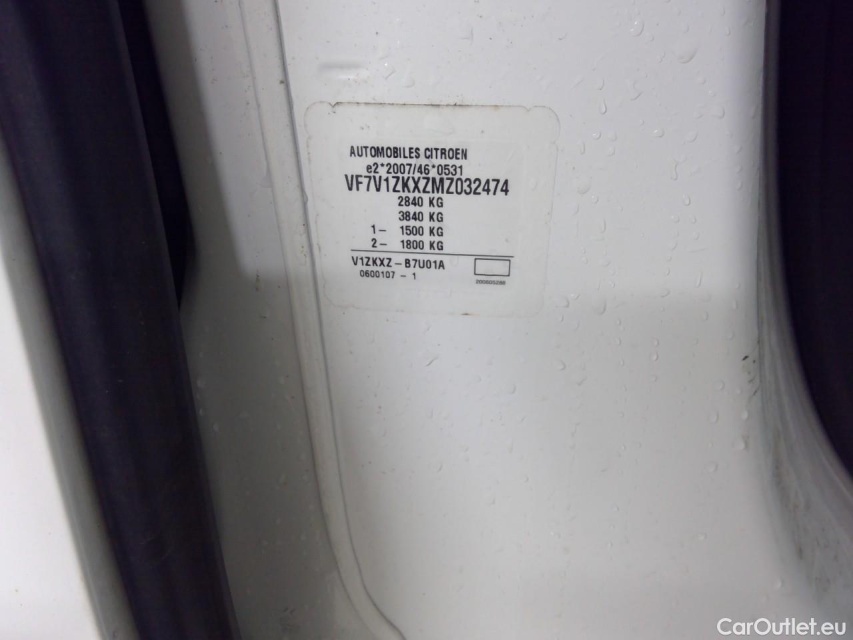 AUTOMOBILES CITROEN
e2*2007/46*0531
VF7V1ZKXZMZ032474
2840 KG
3840 KG
1- 1500 KG
2- 1800 KG
V1ZKXZ-B7U01A
0600107 - 1
CarOutlet.eu